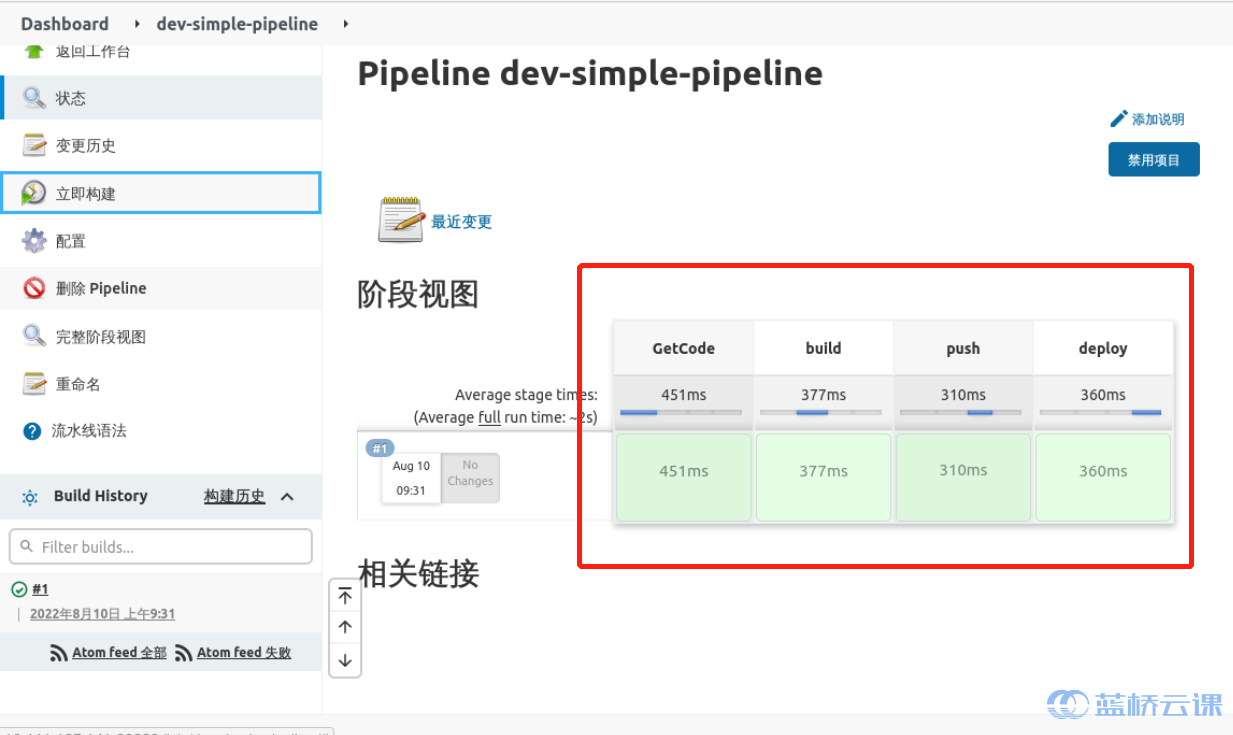 Dashboard dev-simple-pipeline
返回工作台
状态
变更历史
立即构建
配置
删除 Pipeline
完整阶段视图
重命名
流水线语法
Build History 构建历史
Filter builds...
#1
2022年8月10日 上午9:31
Atom feed 全部 Atom feed 失败
Pipeline dev-simple-pipeline
添加说明
禁用项目
最近变更
阶段视图
GetCode build push deploy
Average stage times: 451ms 377ms 310ms 360ms
(Average full run time: ~2s)
#1
Aug 10
09:31
No
Changes
451ms 377ms 310ms 360ms
相关链接
蓝桥云课